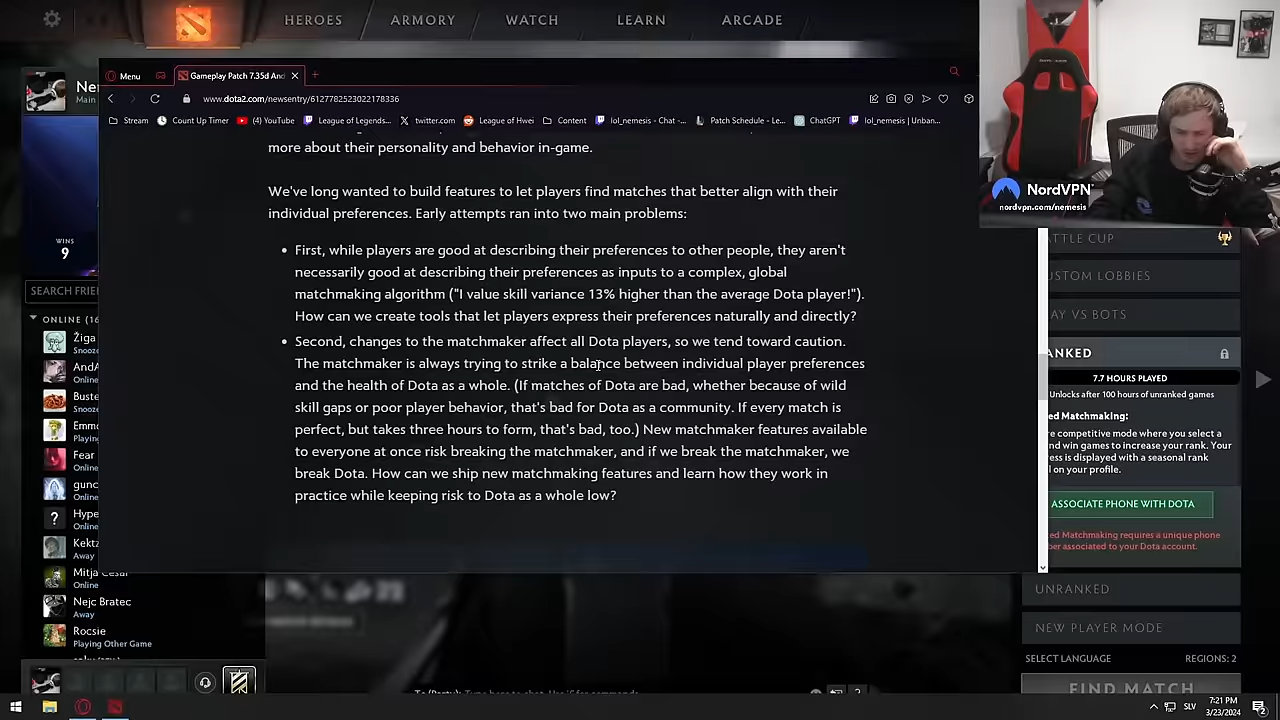 HEROES
ARMORY
WATCH
LEARN
ARCADE
Menu
Gameplay Patch 7.35d And
www.dota2.com/newsentry/6127782523022178336
Stream
Count Up Timer
(4) YouTube
League of Legends...
twitter.com
League of Hwei
Content
lol_nemesis - Chat -...
Patch Schedule - Le...
ChatGPT
lol_nemesis | Unban...
Main
WINS
9
SEARCH FRIE
ONLINE (16
Žiga
Snooze
AndA
Away
Buste
Snooze
Emmo
Playing
Fear
Online
gunc
Online
Hype
Online
Kektz
Away
Mitja Cesar
Online
Nejc Bratec
Away
Rocsie
Playing Other Game
more about their personality and behavior in-game.
We've long wanted to build features to let players find matches that better align with their
individual preferences. Early attempts ran into two main problems:
• First, while players are good at describing their preferences to other people, they aren't
necessarily good at describing their preferences as inputs to a complex, global
matchmaking algorithm ("I value skill variance 13% higher than the average Dota player!").
How can we create tools that let players express their preferences naturally and directly?
• Second, changes to the matchmaker affect all Dota players, so we tend toward caution.
The matchmaker is always trying to strike a balance between individual player preferences
and the health of Dota as a whole. (If matches of Dota are bad, whether because of wild
skill gaps or poor player behavior, that's bad for Dota as a community. If every match is
perfect, but takes three hours to form, that's bad, too.) New matchmaker features available
to everyone at once risk breaking the matchmaker, and if we break the matchmaker, we
break Dota. How can we ship new matchmaking features and learn how they work in
practice while keeping risk to Dota as a whole low?
NordVPN
nordvpn.com/nemesis
ATTLE CUP
USTOM LOBBIES
AY VS BOTS
ANKED
7.7 HOURS PLAYED
Unlocks after 100 hours of unranked games
ed Matchmaking:
re competitive mode where you select a
and win games to increase your rank. Your
ress is displayed with a seasonal rank
l on your profile.
ASSOCIATE PHONE WITH DOTA
ed Matchmaking requires a unique phone
ber associated to your Dota account.
UNRANKED
NEW PLAYER MODE
SELECT LANGUAGE
REGIONS: 2
FIND MATCH
SLV
7:21 PM
3/23/2024
2